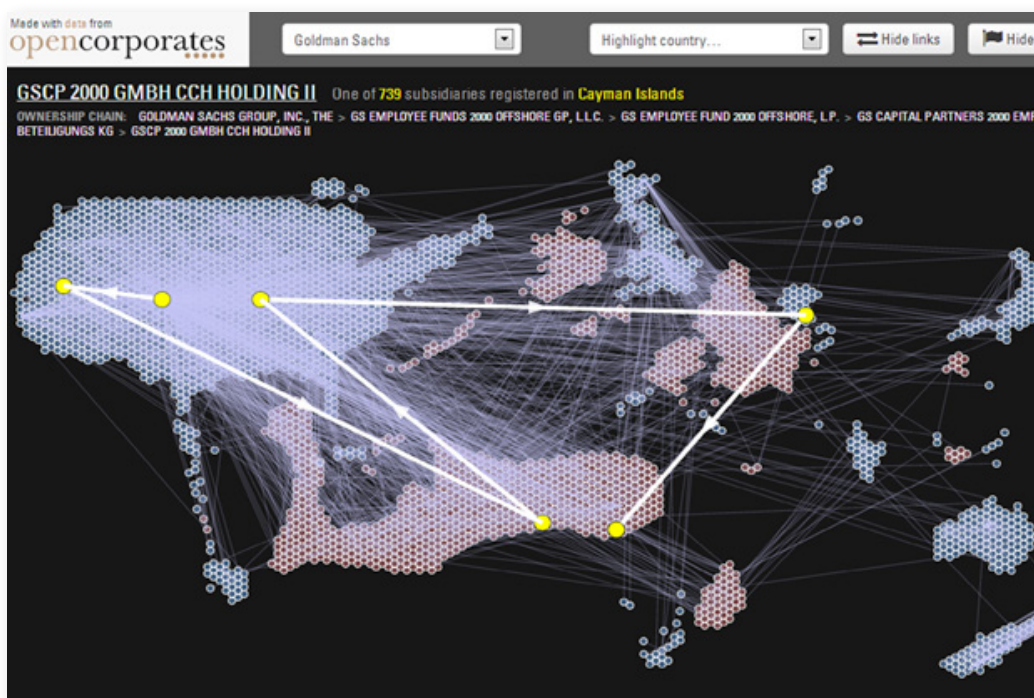 Made with data from
opencorporates
Goldman Sachs
Highlight country...
Hide links
Hide
GSCP 2000 GMBH CCH HOLDING II One of 739 subsidiaries registered in Cayman Islands
OWNERSHIP CHAIN: GOLDMAN SACHS GROUP, INC., THE > GS EMPLOYEE FUNDS 2000 OFFSHORE GP, L.L.C. > GS EMPLOYEE FUND 2000 OFFSHORE, L.P. > GS CAPITAL PARTNERS 2000 EMP
BETEILIGUNGS KG > GSCP 2000 GMBH CCH HOLDING II